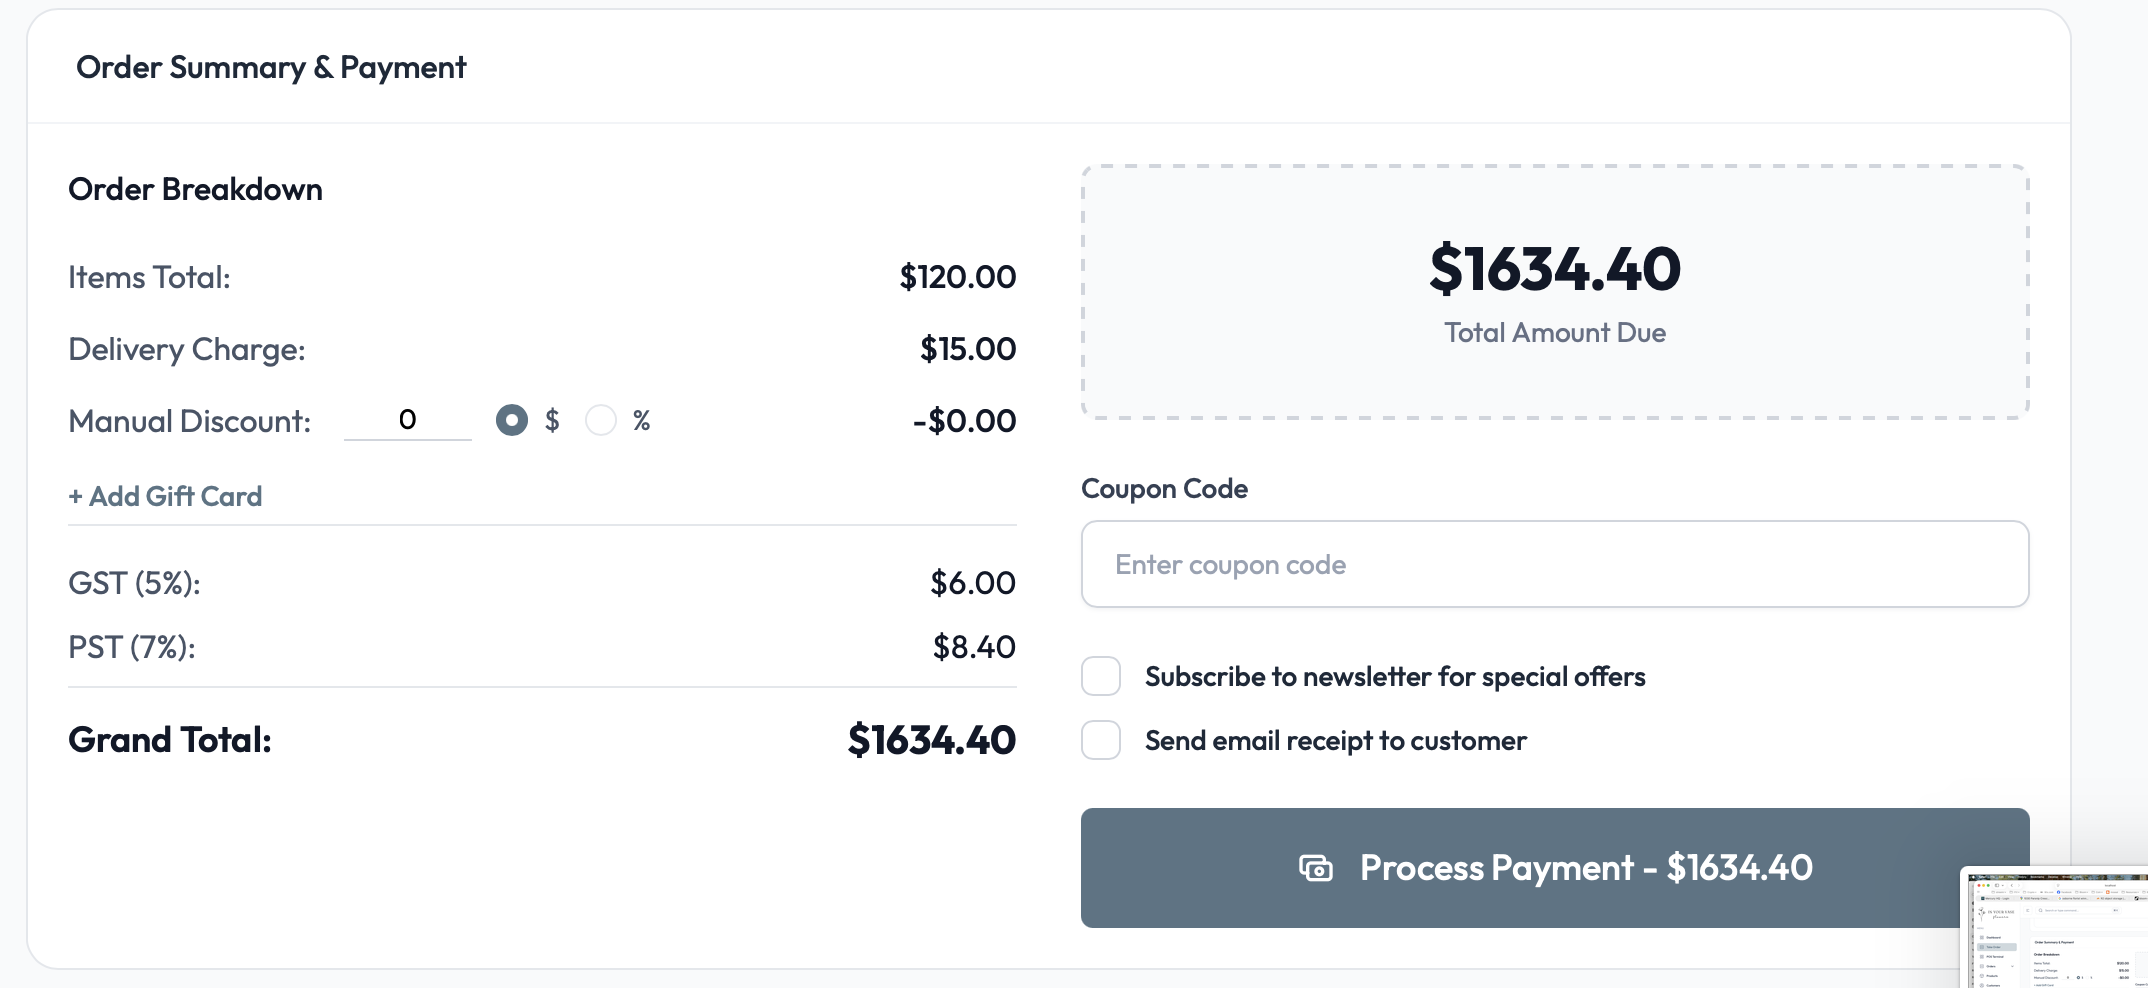 Order Summary & Payment
Order Breakdown
Items Total: $120.00
Delivery Charge: $15.00
Manual Discount: 0 $ % -$0.00
+ Add Gift Card
GST (5%): $6.00
PST (7%): $8.40
Grand Total: $1634.40
$1634.40
Total Amount Due
Coupon Code
Enter coupon code
Subscribe to newsletter for special offers
Send email receipt to customer
Process Payment - $1634.40